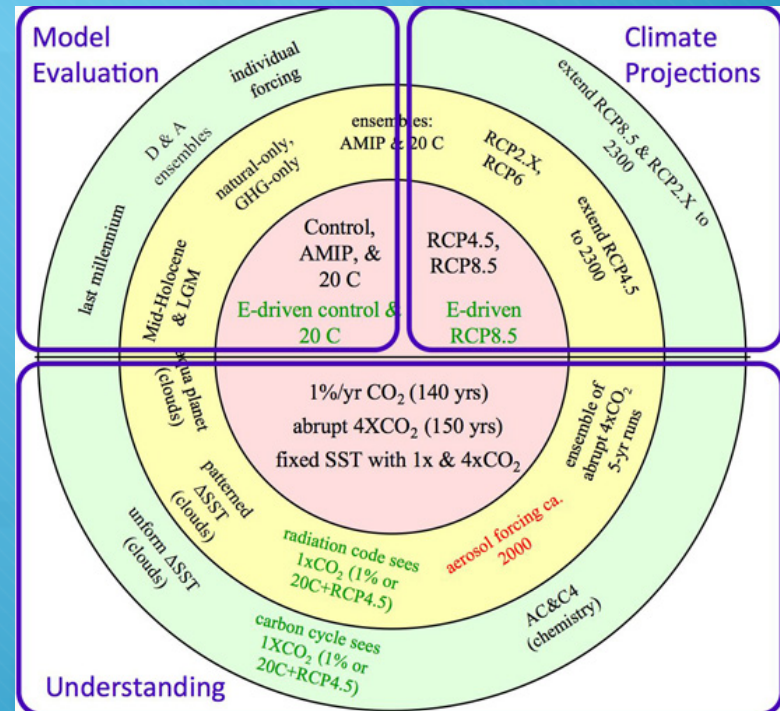 Model
Evaluation
Climate
Projections
individual
forcing
D & A
ensembles
last millennium
extend RCP8.5 & RCP2.X to
2300
ensembles:
AMIP & 20 C
natural-only,
GHG-only
Mid-Holocene
& LGM
RCP2.X,
RCP6
extend RCP4.5
to 2300
Control,
AMIP, &
20 C
E-driven control &
20 C
RCP4.5,
RCP8.5
E-driven
RCP8.5
1%/yr CO₂ (140 yrs)
abrupt 4XCO₂ (150 yrs)
fixed SST with 1x & 4xCO₂
aqua planet
(clouds)
patterned
ΔSST
(clouds)
unform ΔSST
(clouds)
radiation code sees
1xCO₂ (1% or
20C+RCP4.5)
carbon cycle sees
1XCO₂ (1% or
20C+RCP4.5)
aerosol forcing ca.
2000
ensemble of
abrupt 4xCO₂
5-yr runs
AC&C4
(chemistry)
Understanding